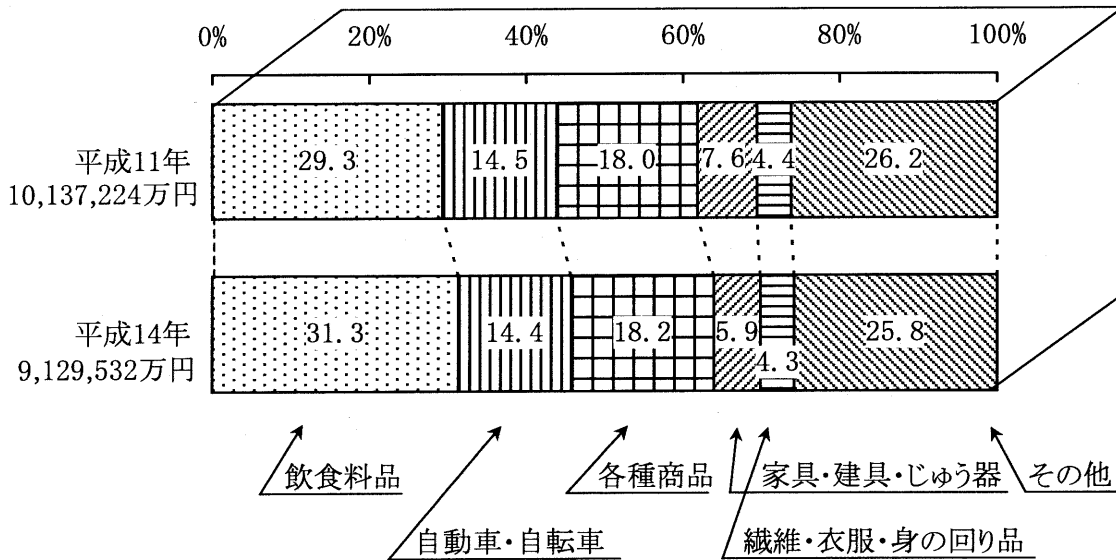 0% 20% 40% 60% 80% 100%
平成11年
10,137,224万円
29.3 14.5 18.0 7.6 4.4 26.2
平成14年
9,129,532万円
31.3 14.4 18.2 5.9 4.3 25.8
飲食料品 各種商品 家具・建具・じゅう器 その他
自動車・自転車 繊維・衣服・身の回り品